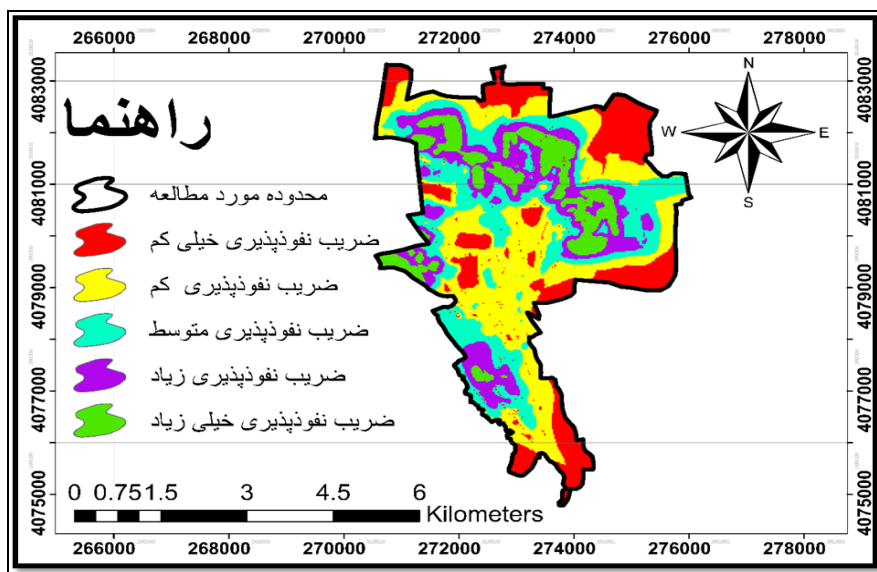 266000 268000 270000 272000 274000 276000 278000
4083000
4081000
4079000
4077000
4075000
راهنما
محدوده مورد مطالعه
ضریب نفوذپذیری خیلی کم
ضریب نفوذپذیری کم
ضریب نفوذپذیری متوسط
ضریب نفوذپذیری زیاد
ضریب نفوذپذیری خیلی زیاد
N
W E
S
0 0.75 1.5 3 4.5 6
Kilometers
4083000
4081000
4079000
4077000
4075000
266000 268000 270000 272000 274000 276000 278000